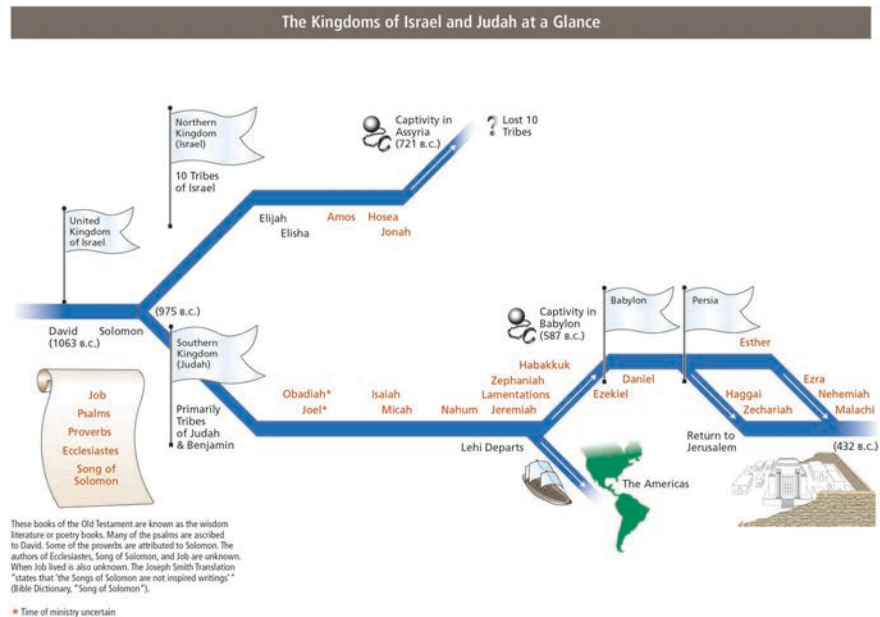 The Kingdoms of Israel and Judah at a Glance
Northern
Kingdom
(Israel)
10 Tribes
of Israel
Captivity in
Assyria
(721 B.C.)
? Lost 10
Tribes
United
Kingdom
of Israel
Elijah
Elisha
Amos
Hosea
Jonah
(975 B.C.)
David
(1063 B.C.)
Solomon
Southern
Kingdom
(Judah)
Primarily
Tribes
of Judah
& Benjamin
Job
Psalms
Proverbs
Ecclesiastes
Song of
Solomon
Obadiah*
Joel*
Isaiah
Micah
Nahum
Habakkuk
Zephaniah
Lamentations
Jeremiah
Captivity in
Babylon
(587 B.C.)
Babylon
Persia
Ezekiel
Daniel
Esther
Haggai
Zechariah
Ezra
Nehemiah
Malachi
Lehi Departs
The Americas
Return to
Jerusalem
(432 B.C.)
These books of the Old Testament are known as the wisdom
literature or poetry books. Many of the psalms are ascribed
to David. Some of the proverbs are attributed to Solomon. The
authors of Ecclesiastes, Song of Solomon, and Job are unknown.
When Job lived is also unknown. The Joseph Smith Translation
"states that 'the Songs of Solomon are not inspired writings'"
(Bible Dictionary, "Song of Solomon").
* Time of ministry uncertain